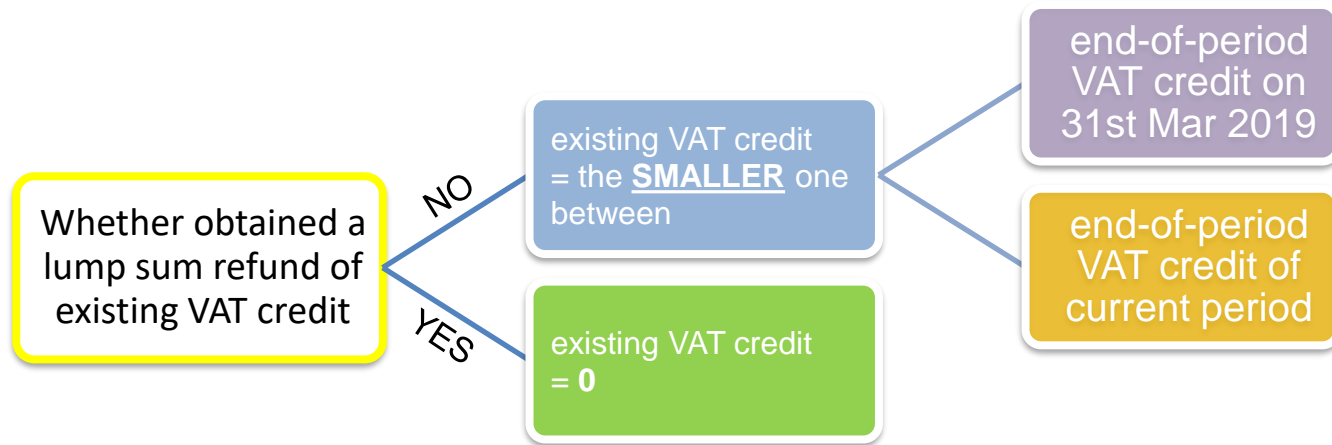 Whether obtained a
lump sum refund of
existing VAT credit
NO
YES
existing VAT credit
= the SMALLER one
between
existing VAT credit
= 0
end-of-period
VAT credit on
31st Mar 2019
end-of-period
VAT credit of
current period